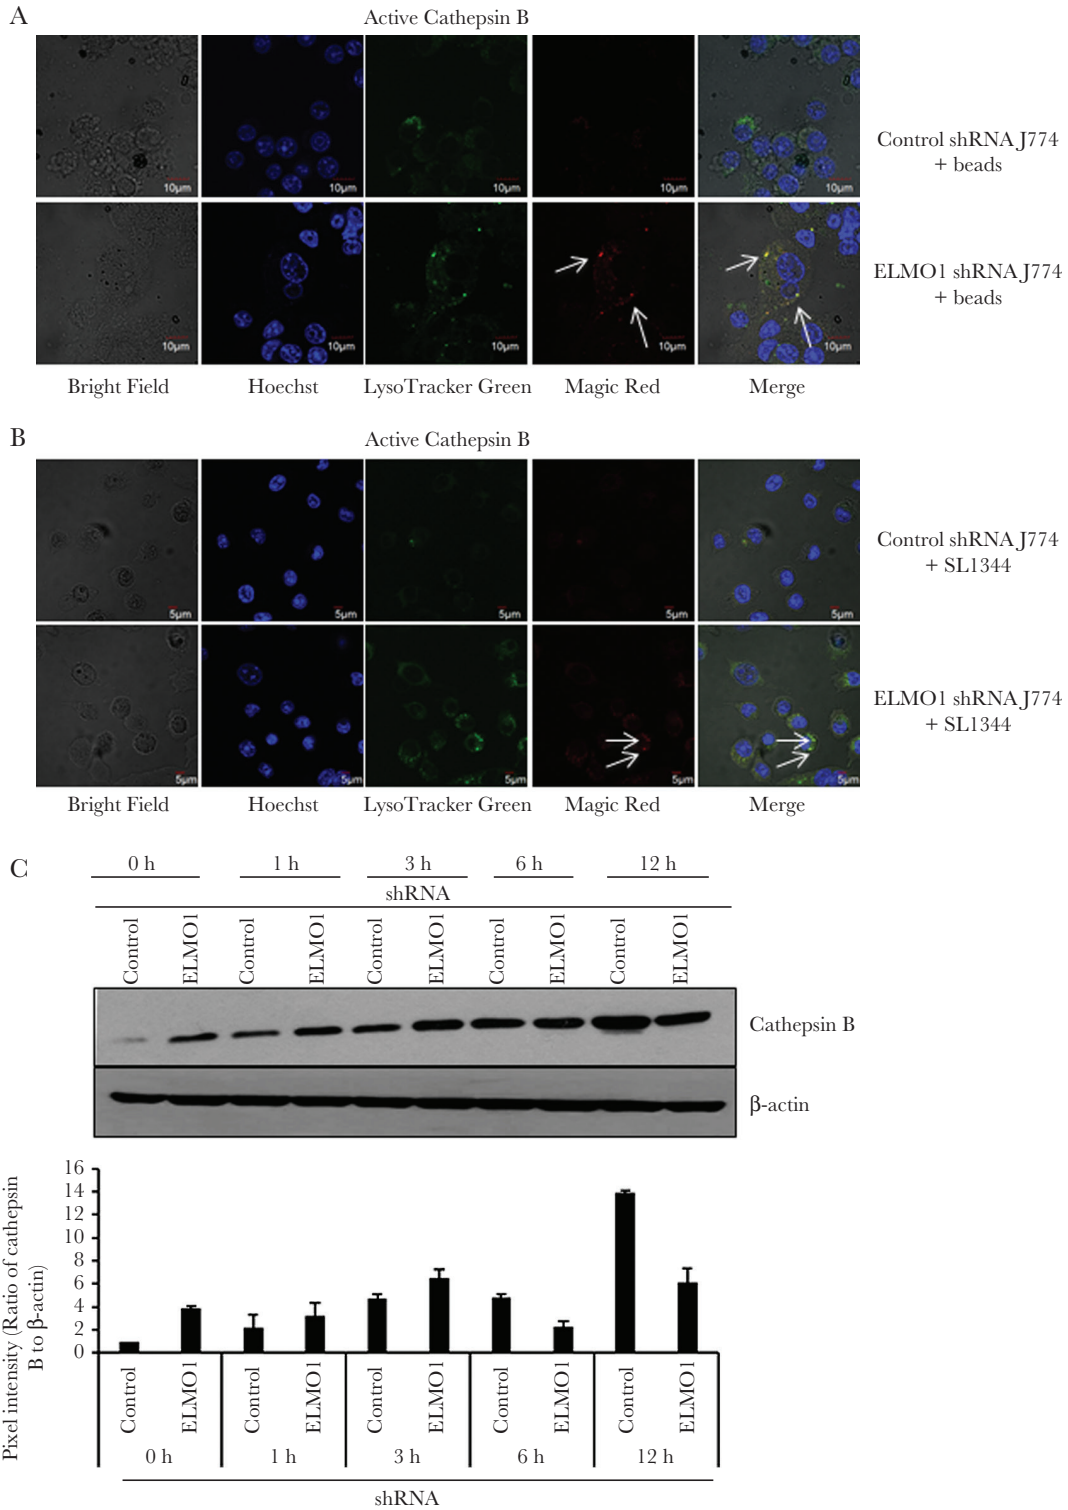 A
Active Cathepsin B
10µm
10µm
10µm
10µm
10µm
Control shRNA J774
+ beads
10µm
10µm
10µm
10µm
10µm
ELMO1 shRNA J774
+ beads
Bright Field
Hoechst
LysoTracker Green
Magic Red
Merge
B
Active Cathepsin B
5µm
5µm
5µm
5µm
5µm
Control shRNA J774
+ SL1344
5µm
5µm
5µm
5µm
5µm
ELMO1 shRNA J774
+ SL1344
Bright Field
Hoechst
LysoTracker Green
Magic Red
Merge
C
0 h
1 h
3 h
6 h
12 h
shRNA
Control
ELMO1
Control
ELMO1
Control
ELMO1
Control
ELMO1
Control
ELMO1
Cathepsin B
β-actin
Pixel intensity (Ratio of cathepsin
B to β-actin)
16
14
12
10
8
6
4
2
0
Control
ELMO1
Control
ELMO1
Control
ELMO1
Control
ELMO1
Control
ELMO1
0 h
1 h
3 h
6 h
12 h
shRNA